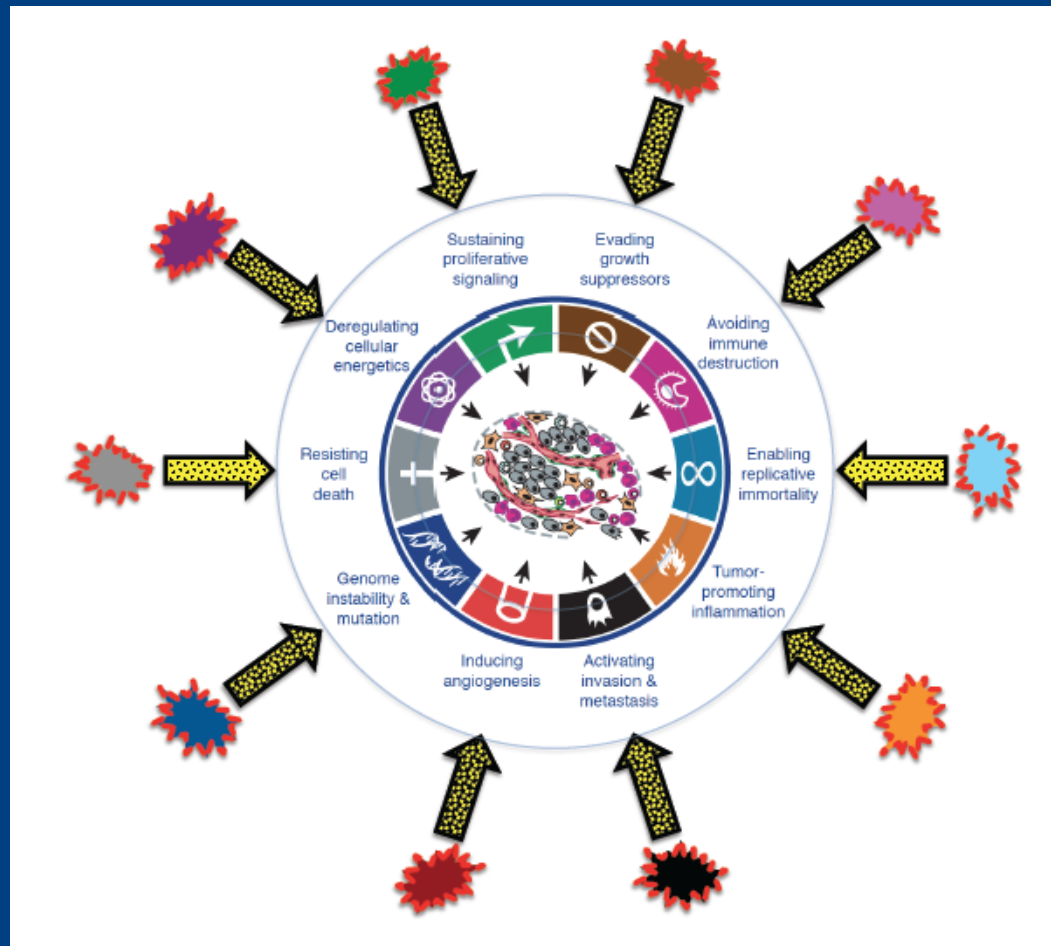 Sustaining
proliferative
signaling
Evading
growth
suppressors
Avoiding
immune
destruction
Enabling
replicative
immortality
Tumor-
promoting
inflammation
Activating
invasion &
metastasis
Inducing
angiogenesis
Genome
instability &
mutation
Resisting
cell
death
Deregulating
cellular
energetics